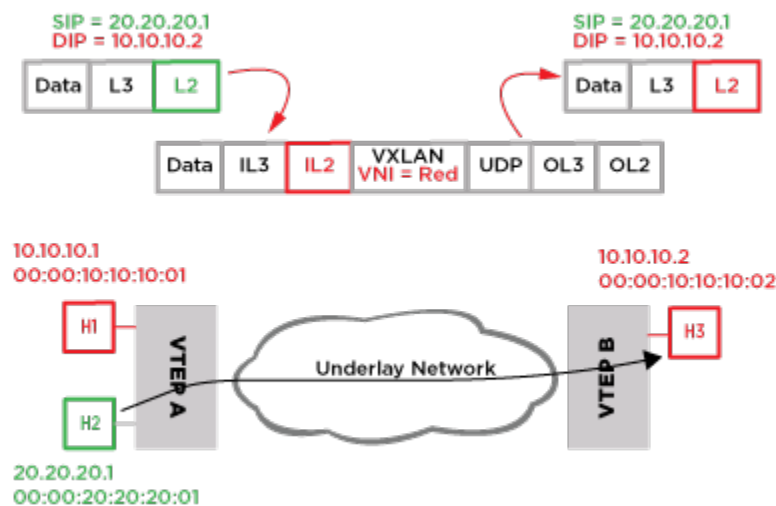 SIP = 20.20.20.1
DIP = 10.10.10.2
Data L3 L2
SIP = 20.20.20.1
DIP = 10.10.10.2
Data L3 L2
Data IL3 IL2 VXLAN UDP OL3 OL2
VNI = Red
10.10.10.1
00:00:10:10:10:01
H1
VTEP A
H2
20.20.20.1
00:00:20:20:20:01
Underlay Network
10.10.10.2
00:00:10:10:10:02
VTEP B
H3